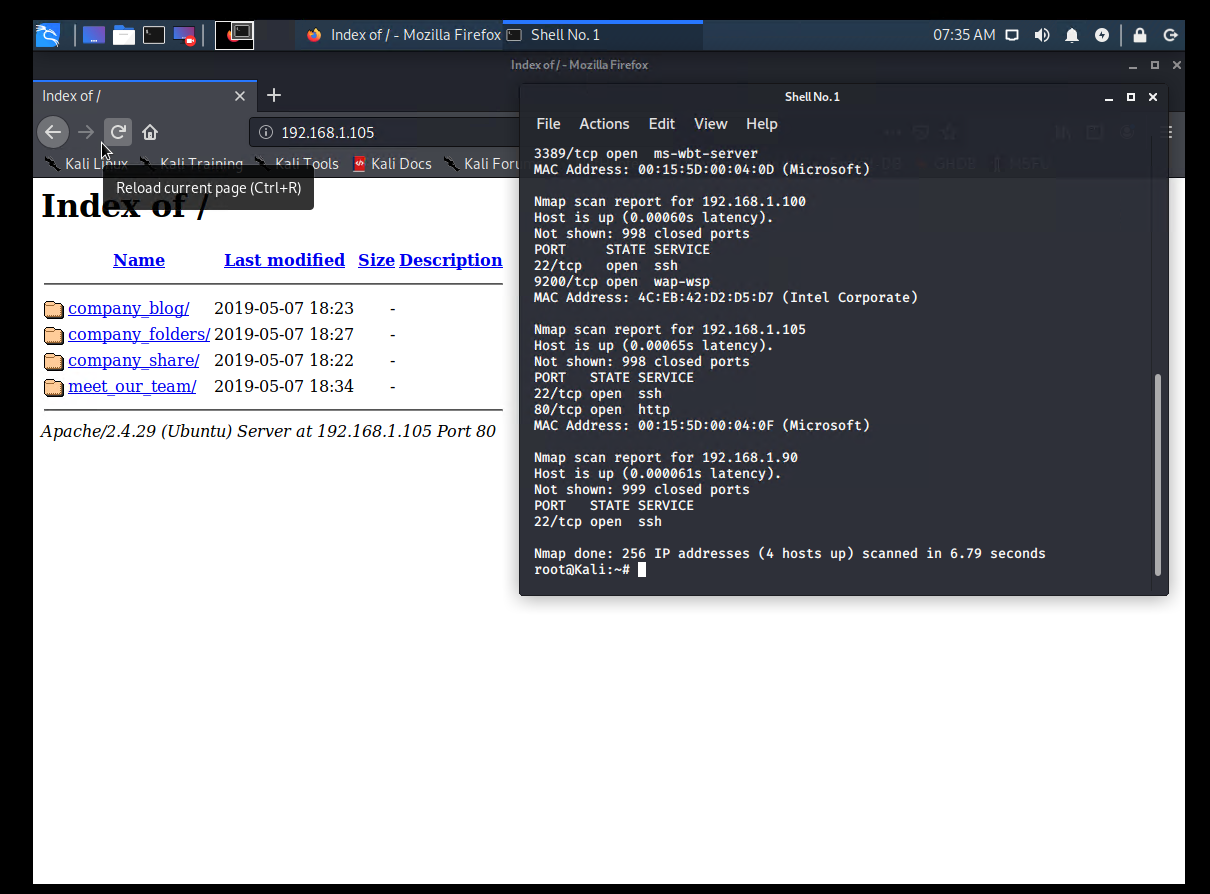 Index of / - Mozilla Firefox
Shell No. 1
07:35 AM
Index of / - Mozilla Firefox
Index of /
192.168.1.105
Kali Linux
Kali Training
Kali Tools
Kali Docs
Kali Foru
Reload current page (Ctrl+R)
Index of /
Name Last modified Size Description
company_blog/ 2019-05-07 18:23 -
company_folders/ 2019-05-07 18:27 -
company_share/ 2019-05-07 18:22 -
meet_our_team/ 2019-05-07 18:34 -
Apache/2.4.29 (Ubuntu) Server at 192.168.1.105 Port 80
Shell No. 1
File Actions Edit View Help
3389/tcp open ms-wbt-server
MAC Address: 00:15:5D:00:04:0D (Microsoft)
Nmap scan report for 192.168.1.100
Host is up (0.00060s latency).
Not shown: 998 closed ports
PORT STATE SERVICE
22/tcp open ssh
9200/tcp open wap-wsp
MAC Address: 4C:EB:42:D2:D5:D7 (Intel Corporate)
Nmap scan report for 192.168.1.105
Host is up (0.00065s latency).
Not shown: 998 closed ports
PORT STATE SERVICE
22/tcp open ssh
80/tcp open http
MAC Address: 00:15:5D:00:04:0F (Microsoft)
Nmap scan report for 192.168.1.90
Host is up (0.000061s latency).
Not shown: 999 closed ports
PORT STATE SERVICE
22/tcp open ssh
Nmap done: 256 IP addresses (4 hosts up) scanned in 6.79 seconds
root@Kali:~#